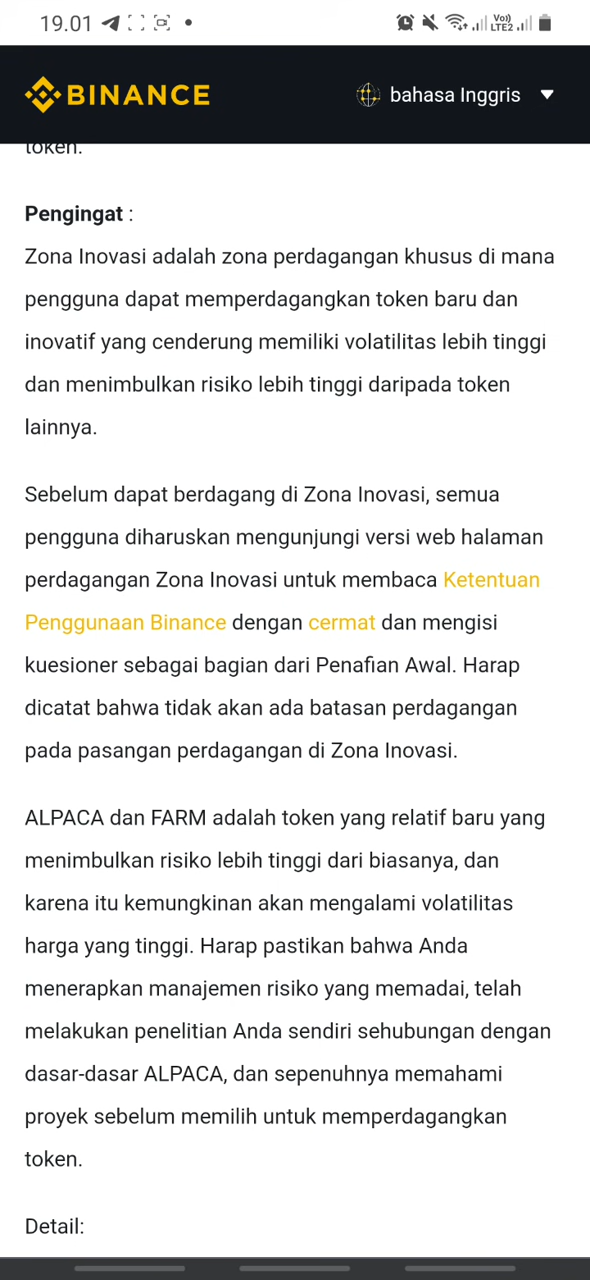 19.01
Vo))
LTE2
BINANCE
bahasa Inggris
token.
Pengingat :
Zona Inovasi adalah zona perdagangan khusus di mana
pengguna dapat memperdagangkan token baru dan
inovatif yang cenderung memiliki volatilitas lebih tinggi
dan menimbulkan risiko lebih tinggi daripada token
lainnya.
Sebelum dapat berdagang di Zona Inovasi, semua
pengguna diharuskan mengunjungi versi web halaman
perdagangan Zona Inovasi untuk membaca Ketentuan
Penggunaan Binance dengan cermat dan mengisi
kuesioner sebagai bagian dari Penafian Awal. Harap
dicatat bahwa tidak akan ada batasan perdagangan
pada pasangan perdagangan di Zona Inovasi.
ALPACA dan FARM adalah token yang relatif baru yang
menimbulkan risiko lebih tinggi dari biasanya, dan
karena itu kemungkinan akan mengalami volatilitas
harga yang tinggi. Harap pastikan bahwa Anda
menerapkan manajemen risiko yang memadai, telah
melakukan penelitian Anda sendiri sehubungan dengan
dasar-dasar ALPACA, dan sepenuhnya memahami
proyek sebelum memilih untuk memperdagangkan
token.
Detail: